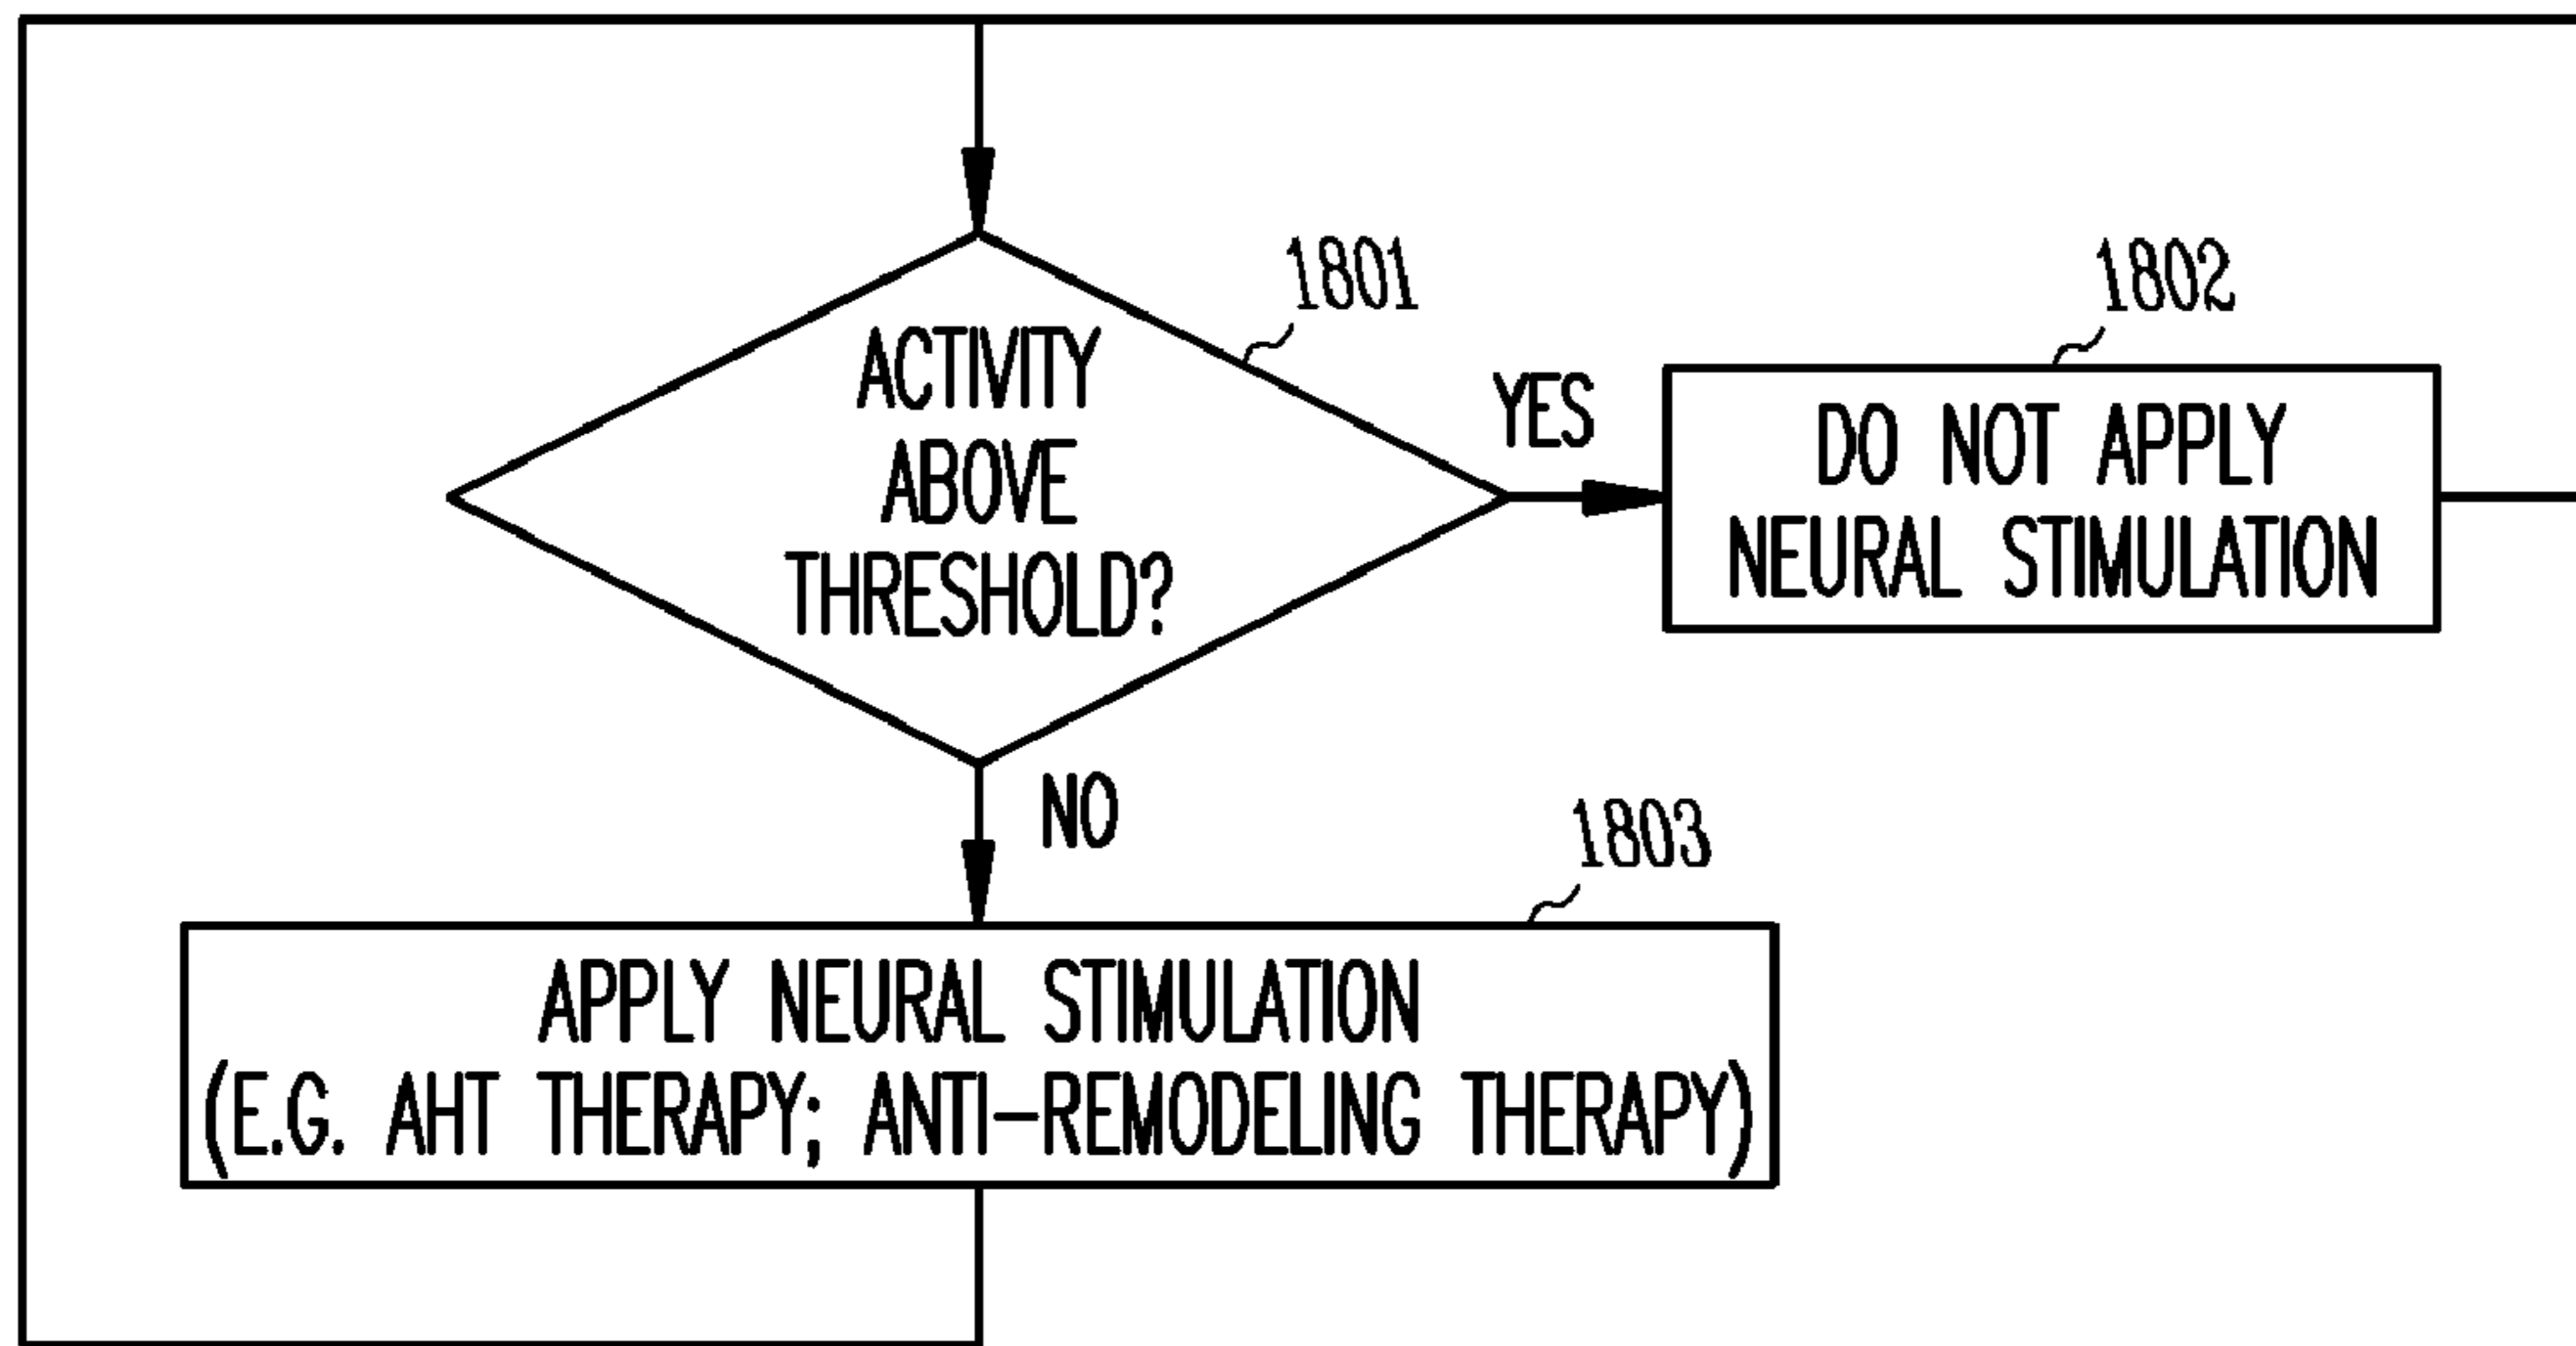 1801
ACTIVITY
ABOVE
THRESHOLD?
YES
1802
DO NOT APPLY
NEURAL STIMULATION
NO
1803
APPLY NEURAL STIMULATION
(E.G. AHT THERAPY; ANTI-REMODELING THERAPY)